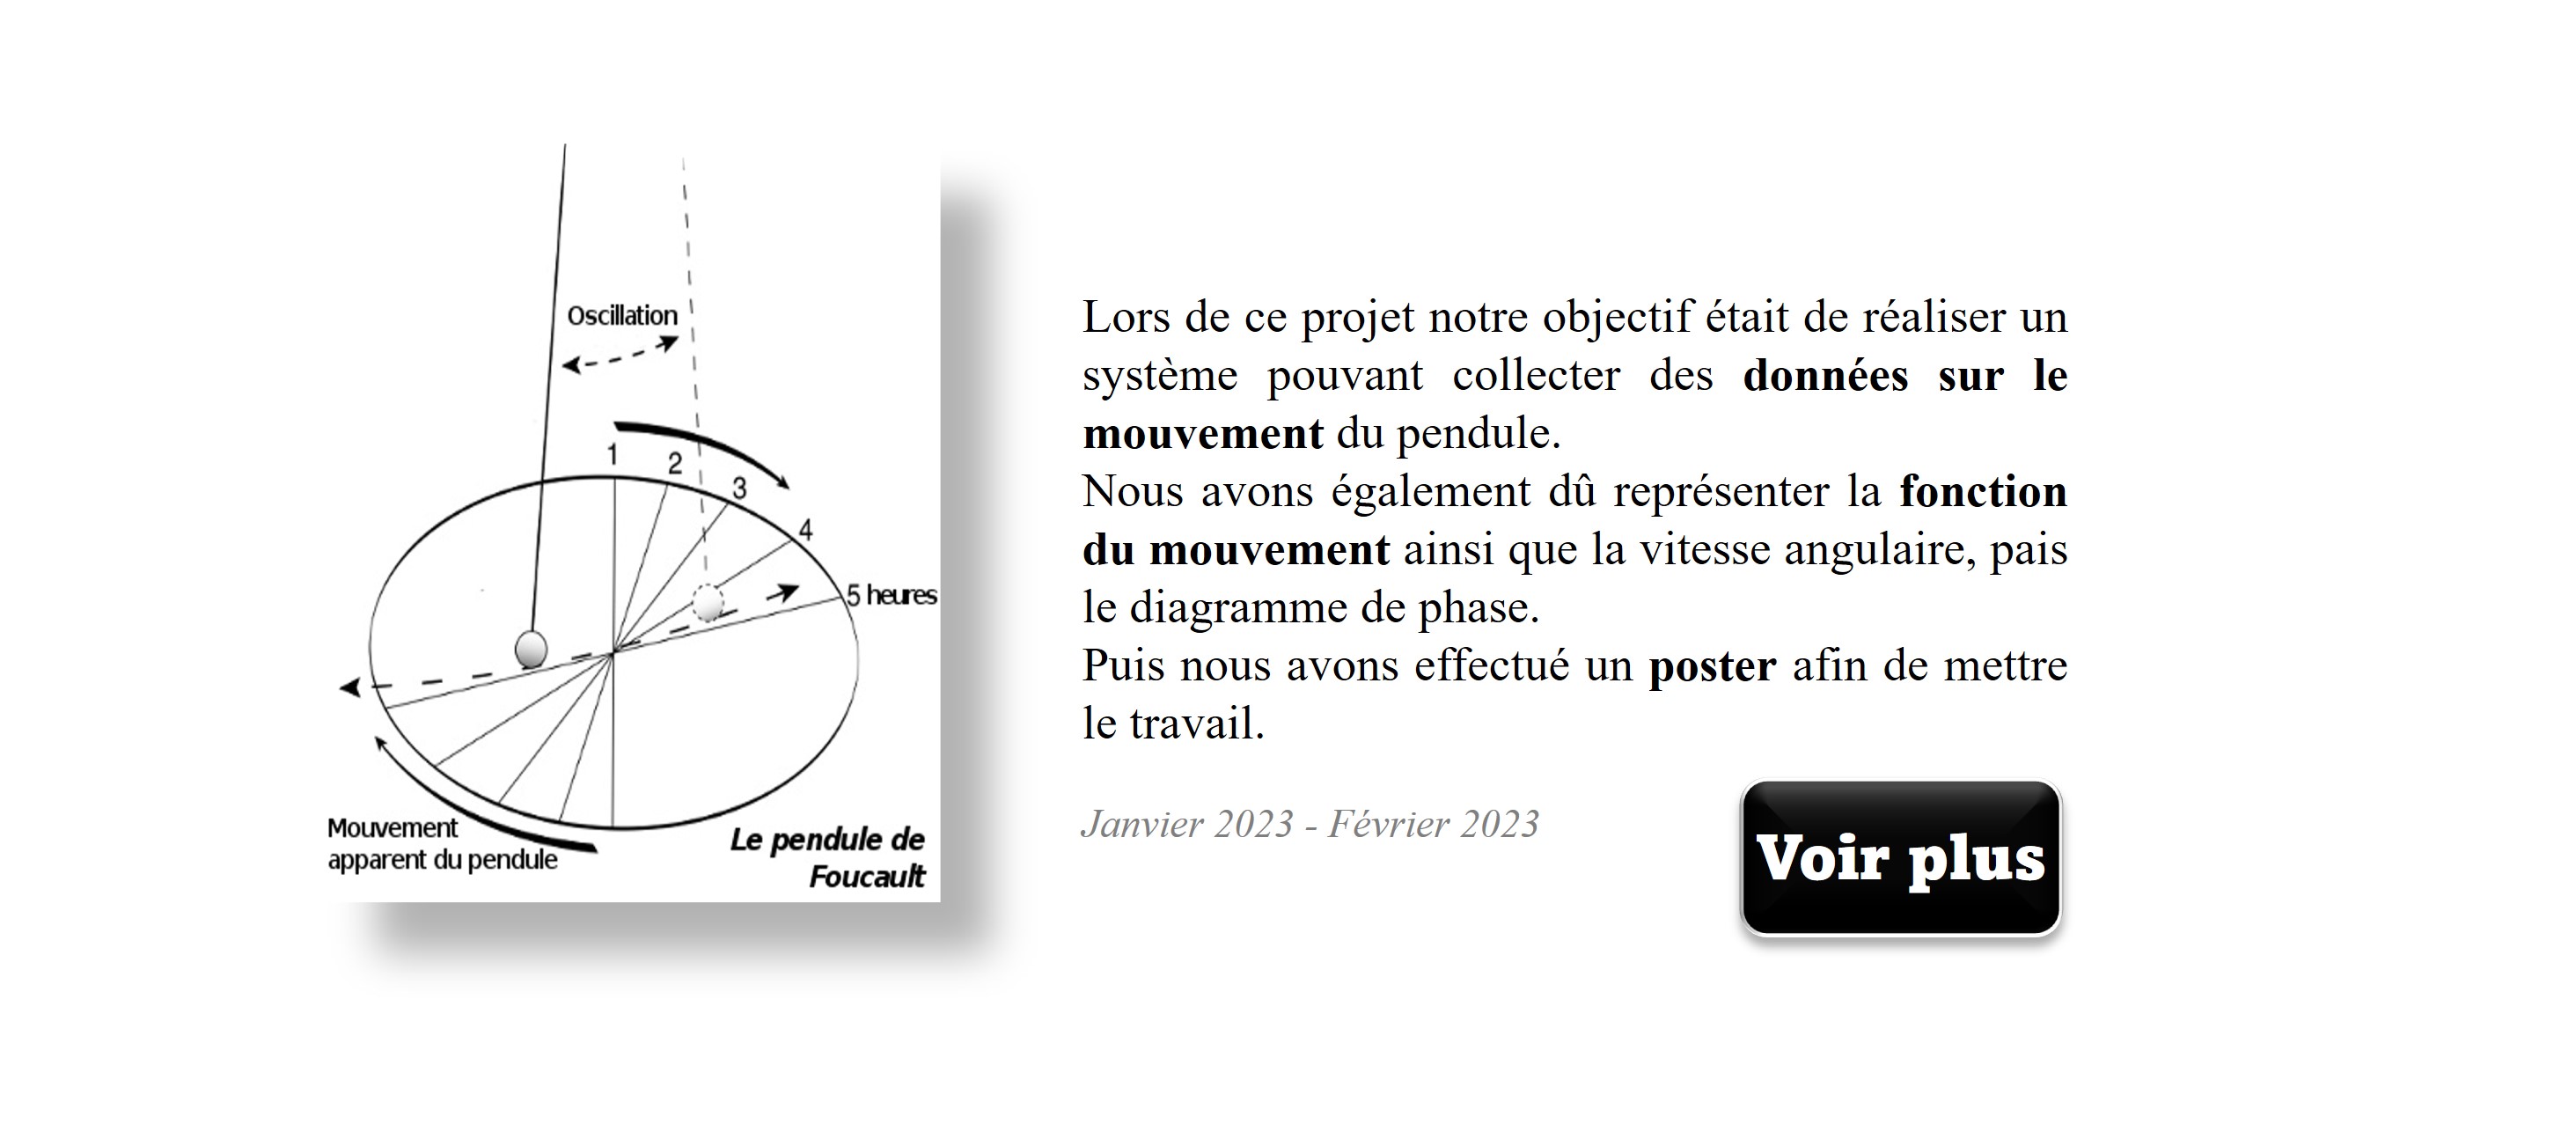 Oscillation
1
2
3
4
5 heures
Mouvement
apparent du pendule
Le pendule de
Foucault
Lors de ce projet notre objectif était de réaliser un
système pouvant collecter des données sur le
mouvement du pendule.
Nous avons également dû représenter la fonction
du mouvement ainsi que la vitesse angulaire, pais
le diagramme de phase.
Puis nous avons effectué un poster afin de mettre
le travail.
Janvier 2023 - Février 2023
Voir plus